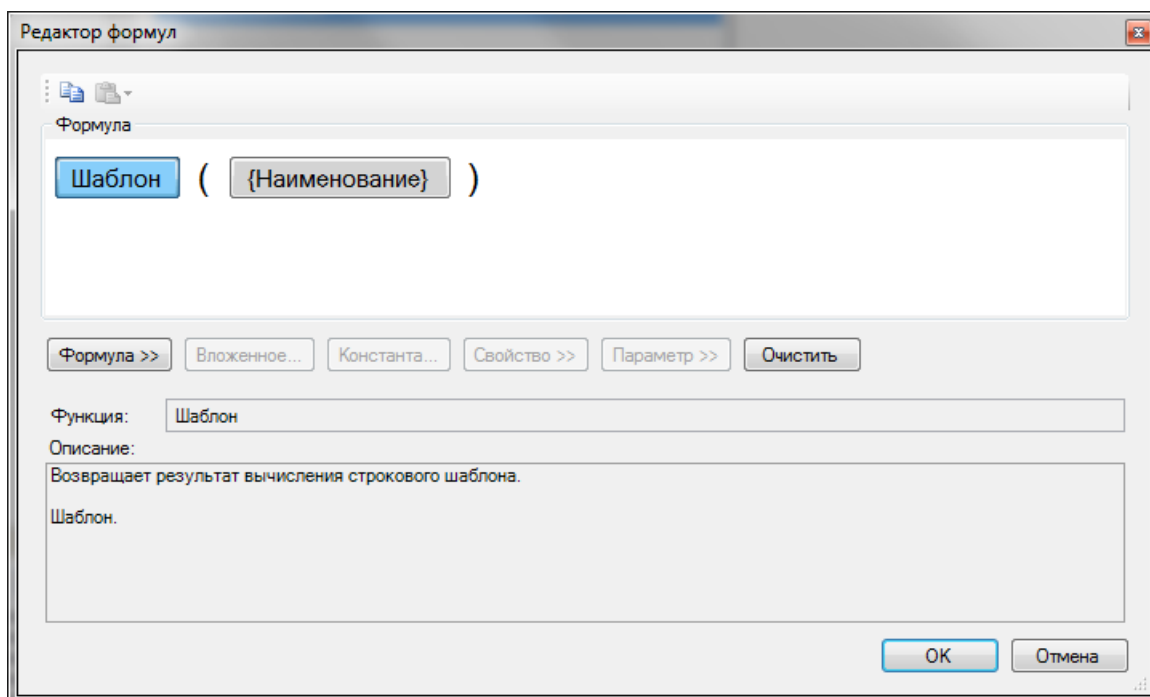 Редактор формул
Формула
Шаблон ( {Наименование} )
Формула >> Вложенное... Константа... Свойство >> Параметр >> Очистить
Функция: Шаблон
Описание:
Возвращает результат вычисления строкового шаблона.
Шаблон.
OK Отмена